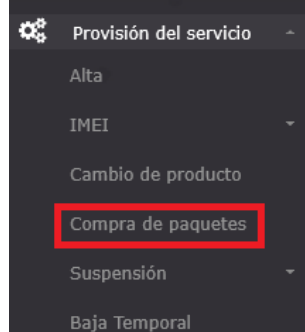 Provisión del servicio
Alta
IMEI
Cambio de producto
Compra de paquetes
Suspensión
Baja Temporal